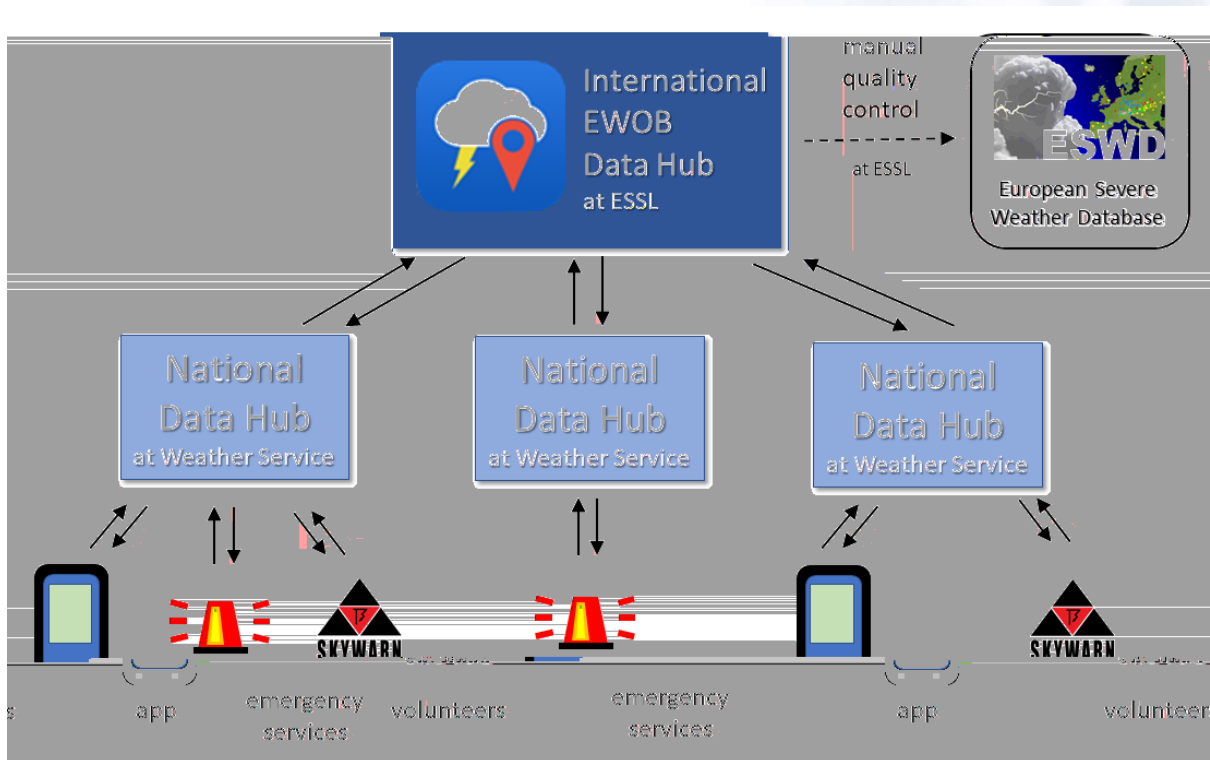 International
EWOB
Data Hub
at ESSL
manual
quality
control
at ESSL
ESWD
European Severe
Weather Database
National
Data Hub
at Weather Service
National
Data Hub
at Weather Service
National
Data Hub
at Weather Service
SKYWARN
SKYWARN
s
app
emergency
services
volunteers
emergency
services
app
volunteer